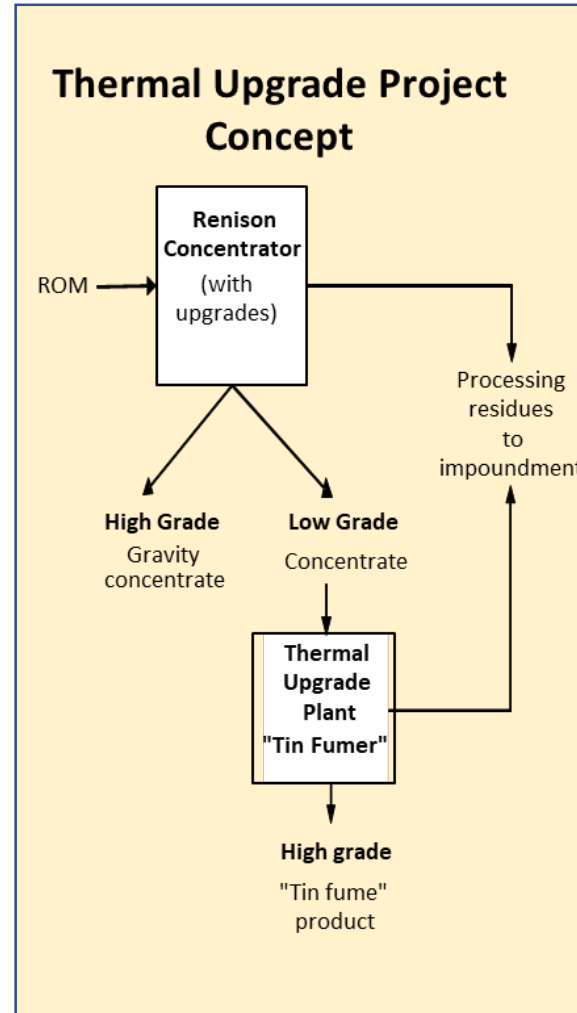 Thermal Upgrade Project
Concept
Renison
Concentrator
(with
upgrades)
ROM
Processing
residues
to
impoundment
High Grade
Gravity
concentrate
Low Grade
Concentrate
Thermal
Upgrade
Plant
"Tin Fumer"
High grade
"Tin fume"
product